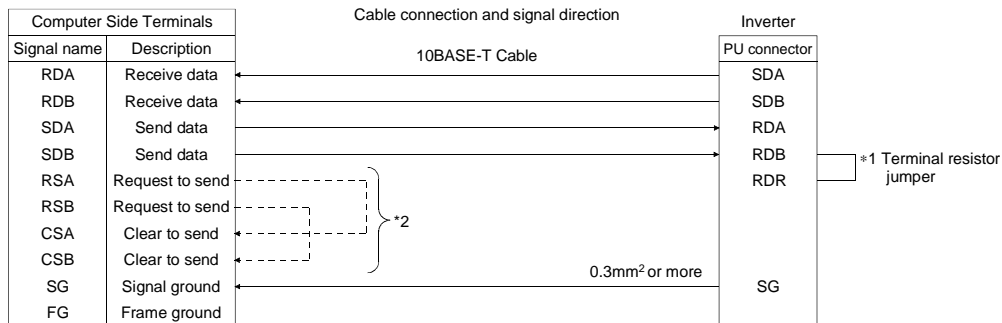 Computer Side Terminals Cable connection and signal direction Inverter
Signal name Description 10BASE-T Cable PU connector
RDA Receive data SDA
RDB Receive data SDB
SDA Send data RDA
SDB Send data RDB *1 Terminal resistor
RSA Request to send RDR jumper
RSB Request to send *2
CSA Clear to send
CSB Clear to send
SG Signal ground 0.3mm² or more SG
FG Frame ground